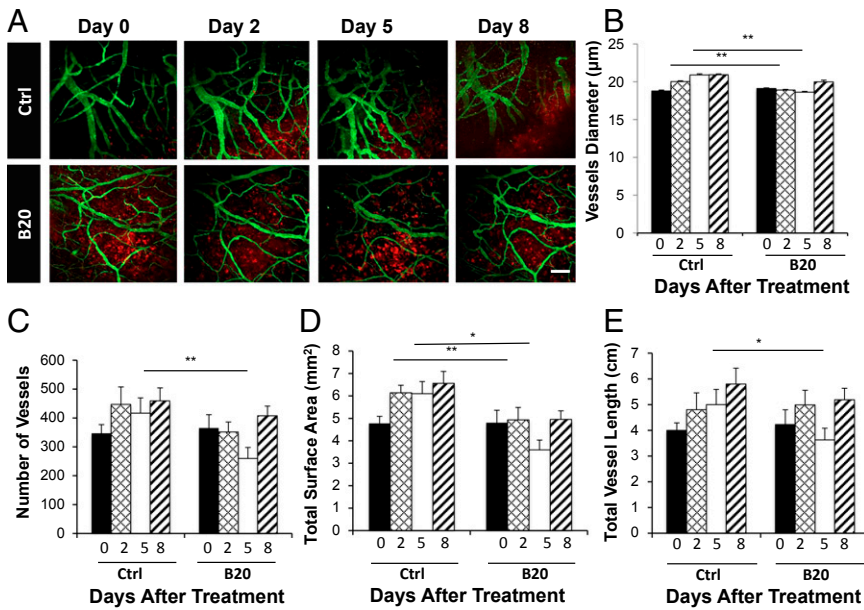 A
Day 0 Day 2 Day 5 Day 8
Ctrl
B20
B
Vessels Diameter (µm)
25
20
15
10
5
0
**
**
0 2 5 8 0 2 5 8
Ctrl B20
Days After Treatment
C
Number of Vessels
600
500
400
300
200
100
0
**
0 2 5 8 0 2 5 8
Ctrl B20
Days After Treatment
D
Total Surface Area (mm²)
8
7
6
5
4
3
2
1
0
*
**
0 2 5 8 0 2 5 8
Ctrl B20
Days After Treatment
E
Total Vessel Length (cm)
8
7
6
5
4
3
2
1
0
*
0 2 5 8 0 2 5 8
Ctrl B20
Days After Treatment